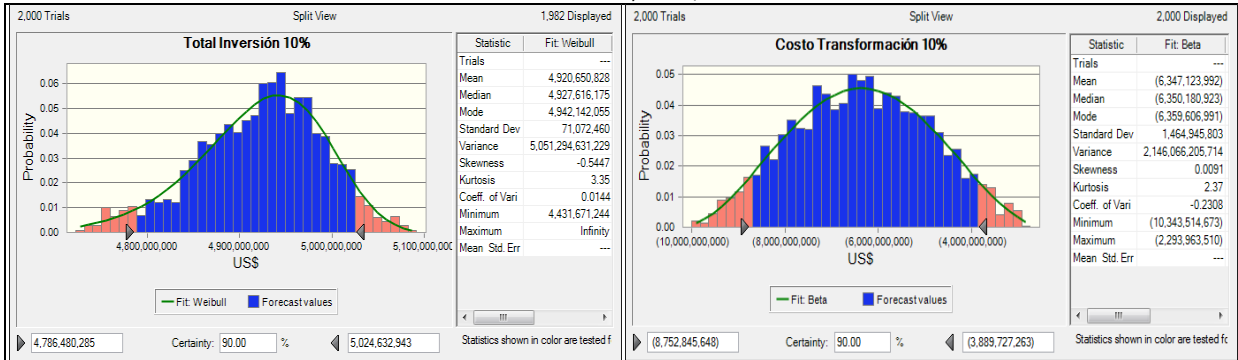 2,000 Trials Split View 1,982 Displayed
Total Inversión 10%
Probability
0.06
0.05
0.04
0.03
0.02
0.01
0.00
4,800,000,000 4,900,000,000 5,000,000,000 5,100,000,000
US$
Fit: Weibull Forecast values
Statistic Fit: Weibull
Trials ---
Mean 4,920,650,828
Median 4,927,616,175
Mode 4,942,142,055
Standard Dev 71,072,460
Variance 5,051,294,631,229
Skewness -0.5447
Kurtosis 3.35
Coeff. of Vari 0.0144
Minimum 4,431,671,244
Maximum Infinity
Mean Std. Err ---
4,786,480,285 Certainty: 90.00 % 5,024,632,943
Statistics shown in color are tested f
2,000 Trials Split View 2,000 Displayed
Costo Transformación 10%
Probability
0.05
0.04
0.03
0.02
0.01
0.00
(10,000,000,000) (8,000,000,000) (6,000,000,000) (4,000,000,000)
US$
Fit: Beta Forecast values
Statistic Fit: Beta
Trials ---
Mean (6,347,123,992)
Median (6,350,180,923)
Mode (6,359,606,991)
Standard Dev 1,464,945,803
Variance 2,146,066,205,714
Skewness 0.0091
Kurtosis 2.37
Coeff. of Vari -0.2308
Minimum (10,343,514,673)
Maximum (2,293,963,510)
Mean Std. Err ---
(8,752,845,648) Certainty: 90.00 % (3,889,727,263)
Statistics shown in color are tested fo